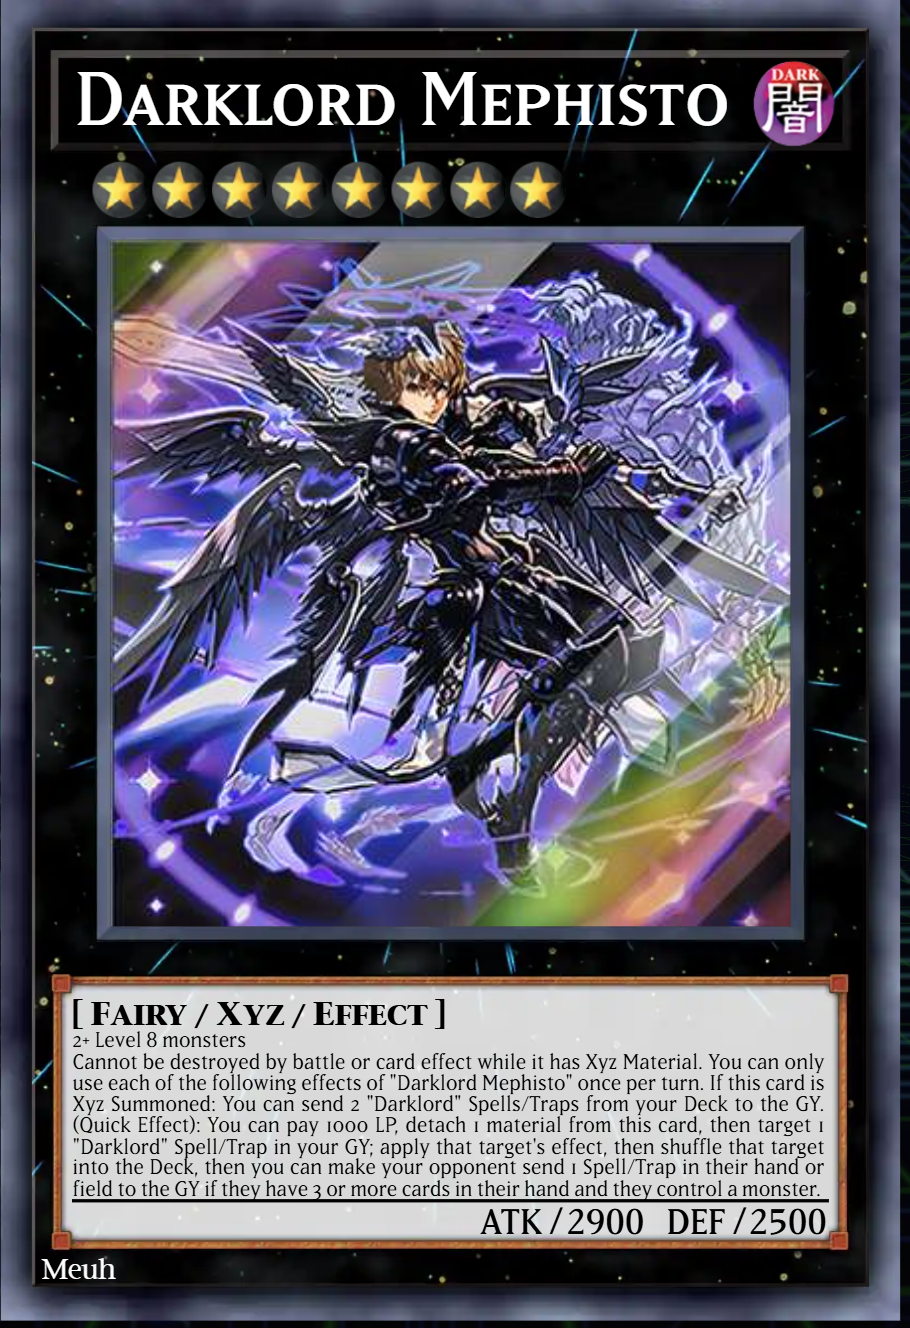 Darklord Mephisto
DARK
闇
[ Fairy / Xyz / Effect ]
2+ Level 8 monsters
Cannot be destroyed by battle or card effect while it has Xyz Material. You can only
use each of the following effects of "Darklord Mephisto" once per turn. If this card is
Xyz Summoned: You can send 2 "Darklord" Spells/Traps from your Deck to the GY.
(Quick Effect): You can pay 1000 LP, detach 1 material from this card, then target 1
"Darklord" Spell/Trap in your GY; apply that target's effect, then shuffle that target
into the Deck, then you can make your opponent send 1 Spell/Trap in their hand or
field to the GY if they have 3 or more cards in their hand and they control a monster.
ATK / 2900 DEF / 2500
Meuh